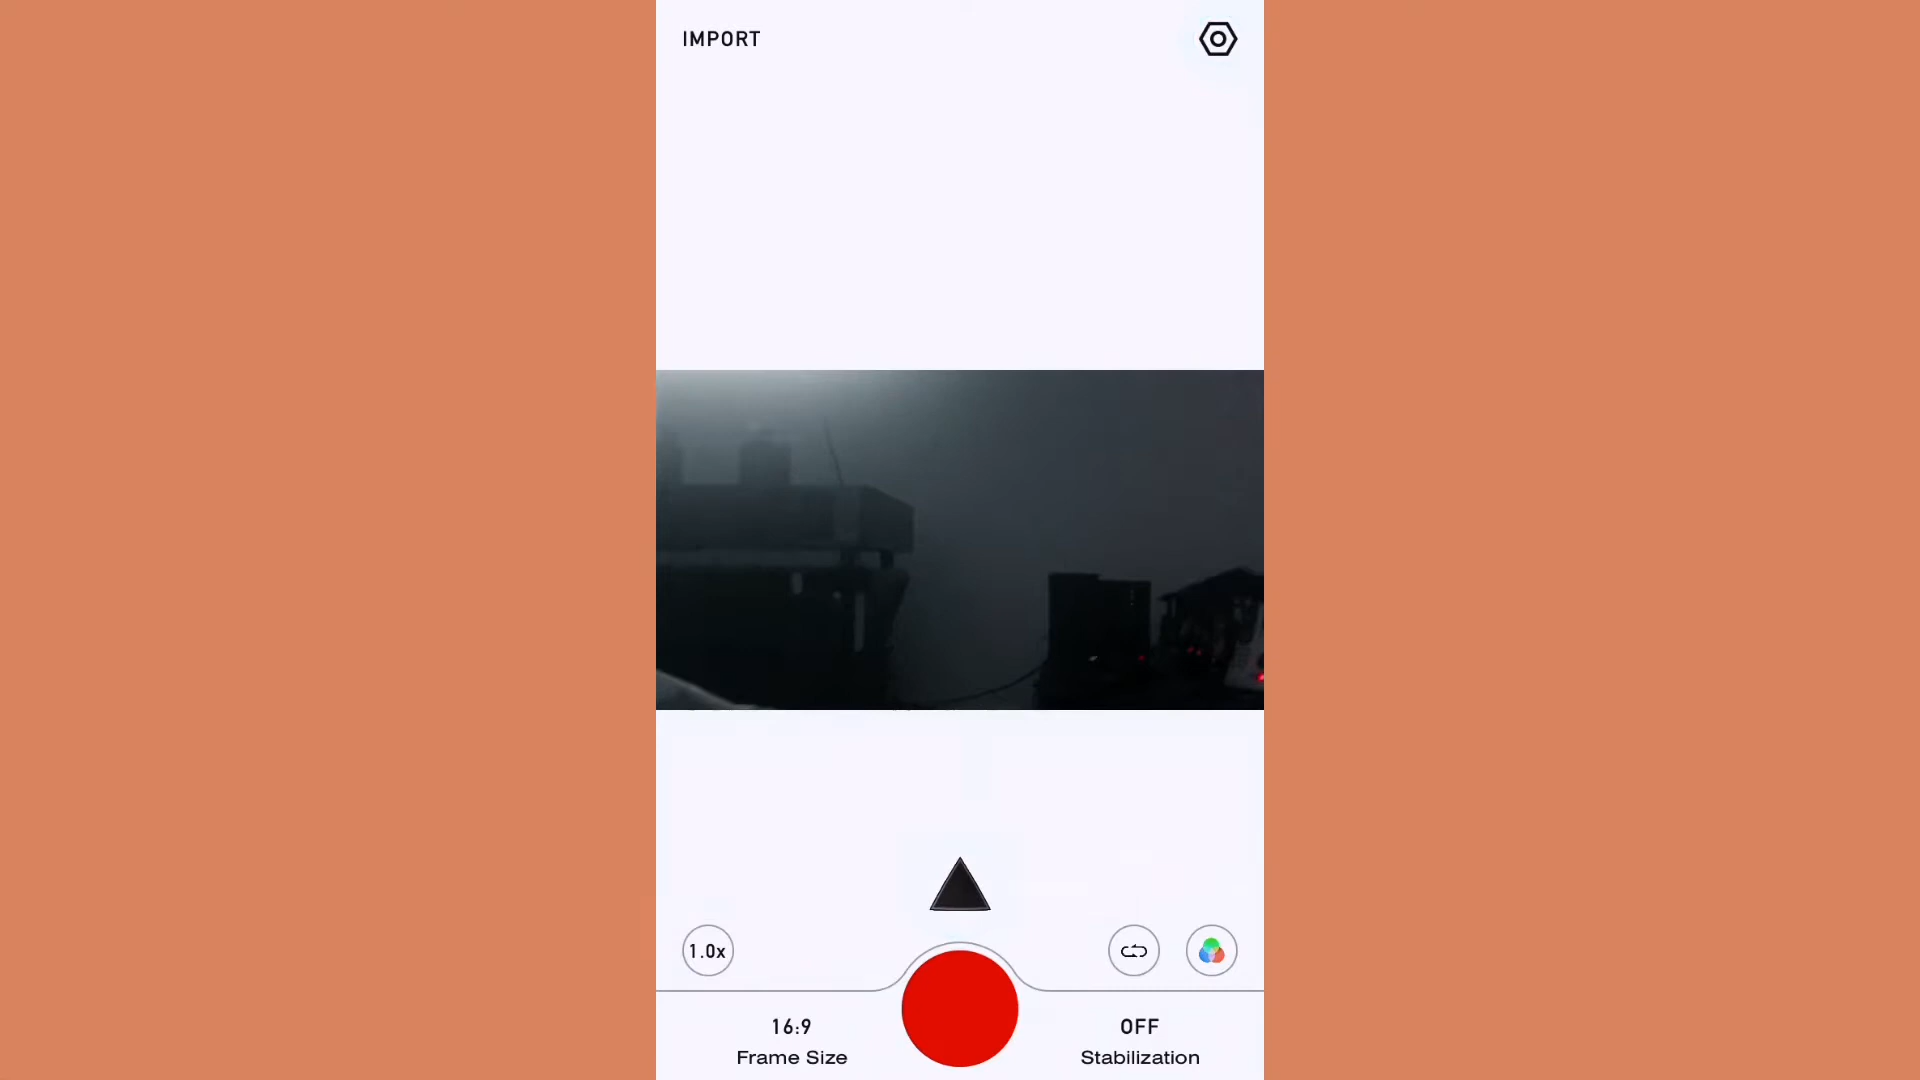 IMPORT
1.0x
16:9
Frame Size
OFF
Stabilization